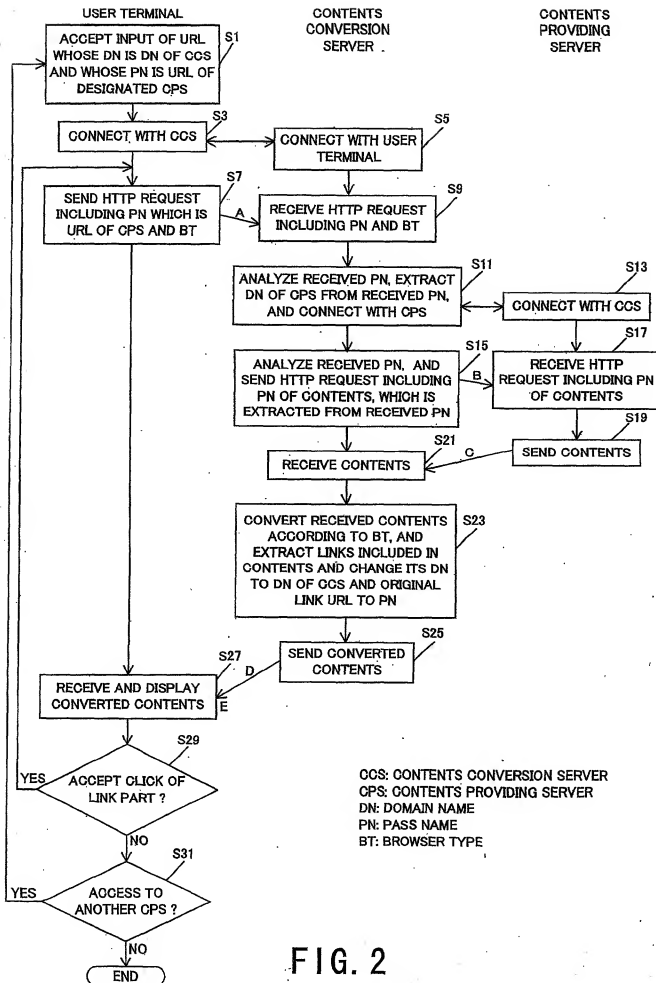 USER TERMINAL
CONTENTS
CONVERSION
SERVER
CONTENTS
PROVIDING
SERVER
S1
ACCEPT INPUT OF URL
WHOSE DN IS DN OF CCS
AND WHOSE PN IS URL OF
DESIGNATED CPS
S3
CONNECT WITH CCS
S5
CONNECT WITH USER
TERMINAL
S7
SEND HTTP REQUEST
INCLUDING PN WHICH IS
URL OF CPS AND BT
A
S9
RECEIVE HTTP REQUEST
INCLUDING PN AND BT
S11
ANALYZE RECEIVED PN, EXTRACT
DN OF CPS FROM RECEIVED PN,
AND CONNECT WITH CPS
S13
CONNECT WITH CCS
S15
ANALYZE RECEIVED PN, AND
SEND HTTP REQUEST INCLUDING
PN OF CONTENTS, WHICH IS
EXTRACTED FROM RECEIVED PN
B
S17
RECEIVE HTTP
REQUEST INCLUDING PN
OF CONTENTS
S19
SEND CONTENTS
C
S21
RECEIVE CONTENTS
S23
CONVERT RECEIVED CONTENTS
ACCORDING TO BT, AND
EXTRACT LINKS INCLUDED IN
CONTENTS AND CHANGE ITS DN
TO DN OF CCS AND ORIGINAL
LINK URL TO PN
S25
SEND CONVERTED
CONTENTS
D
S27
E
RECEIVE AND DISPLAY
CONVERTED CONTENTS
S29
ACCEPT CLICK OF
LINK PART ?
YES
NO
S31
ACCESS TO
ANOTHER CPS ?
YES
NO
END
CCS: CONTENTS CONVERSION SERVER
CPS: CONTENTS PROVIDING SERVER
DN: DOMAIN NAME
PN: PASS NAME
BT: BROWSER TYPE
FIG. 2